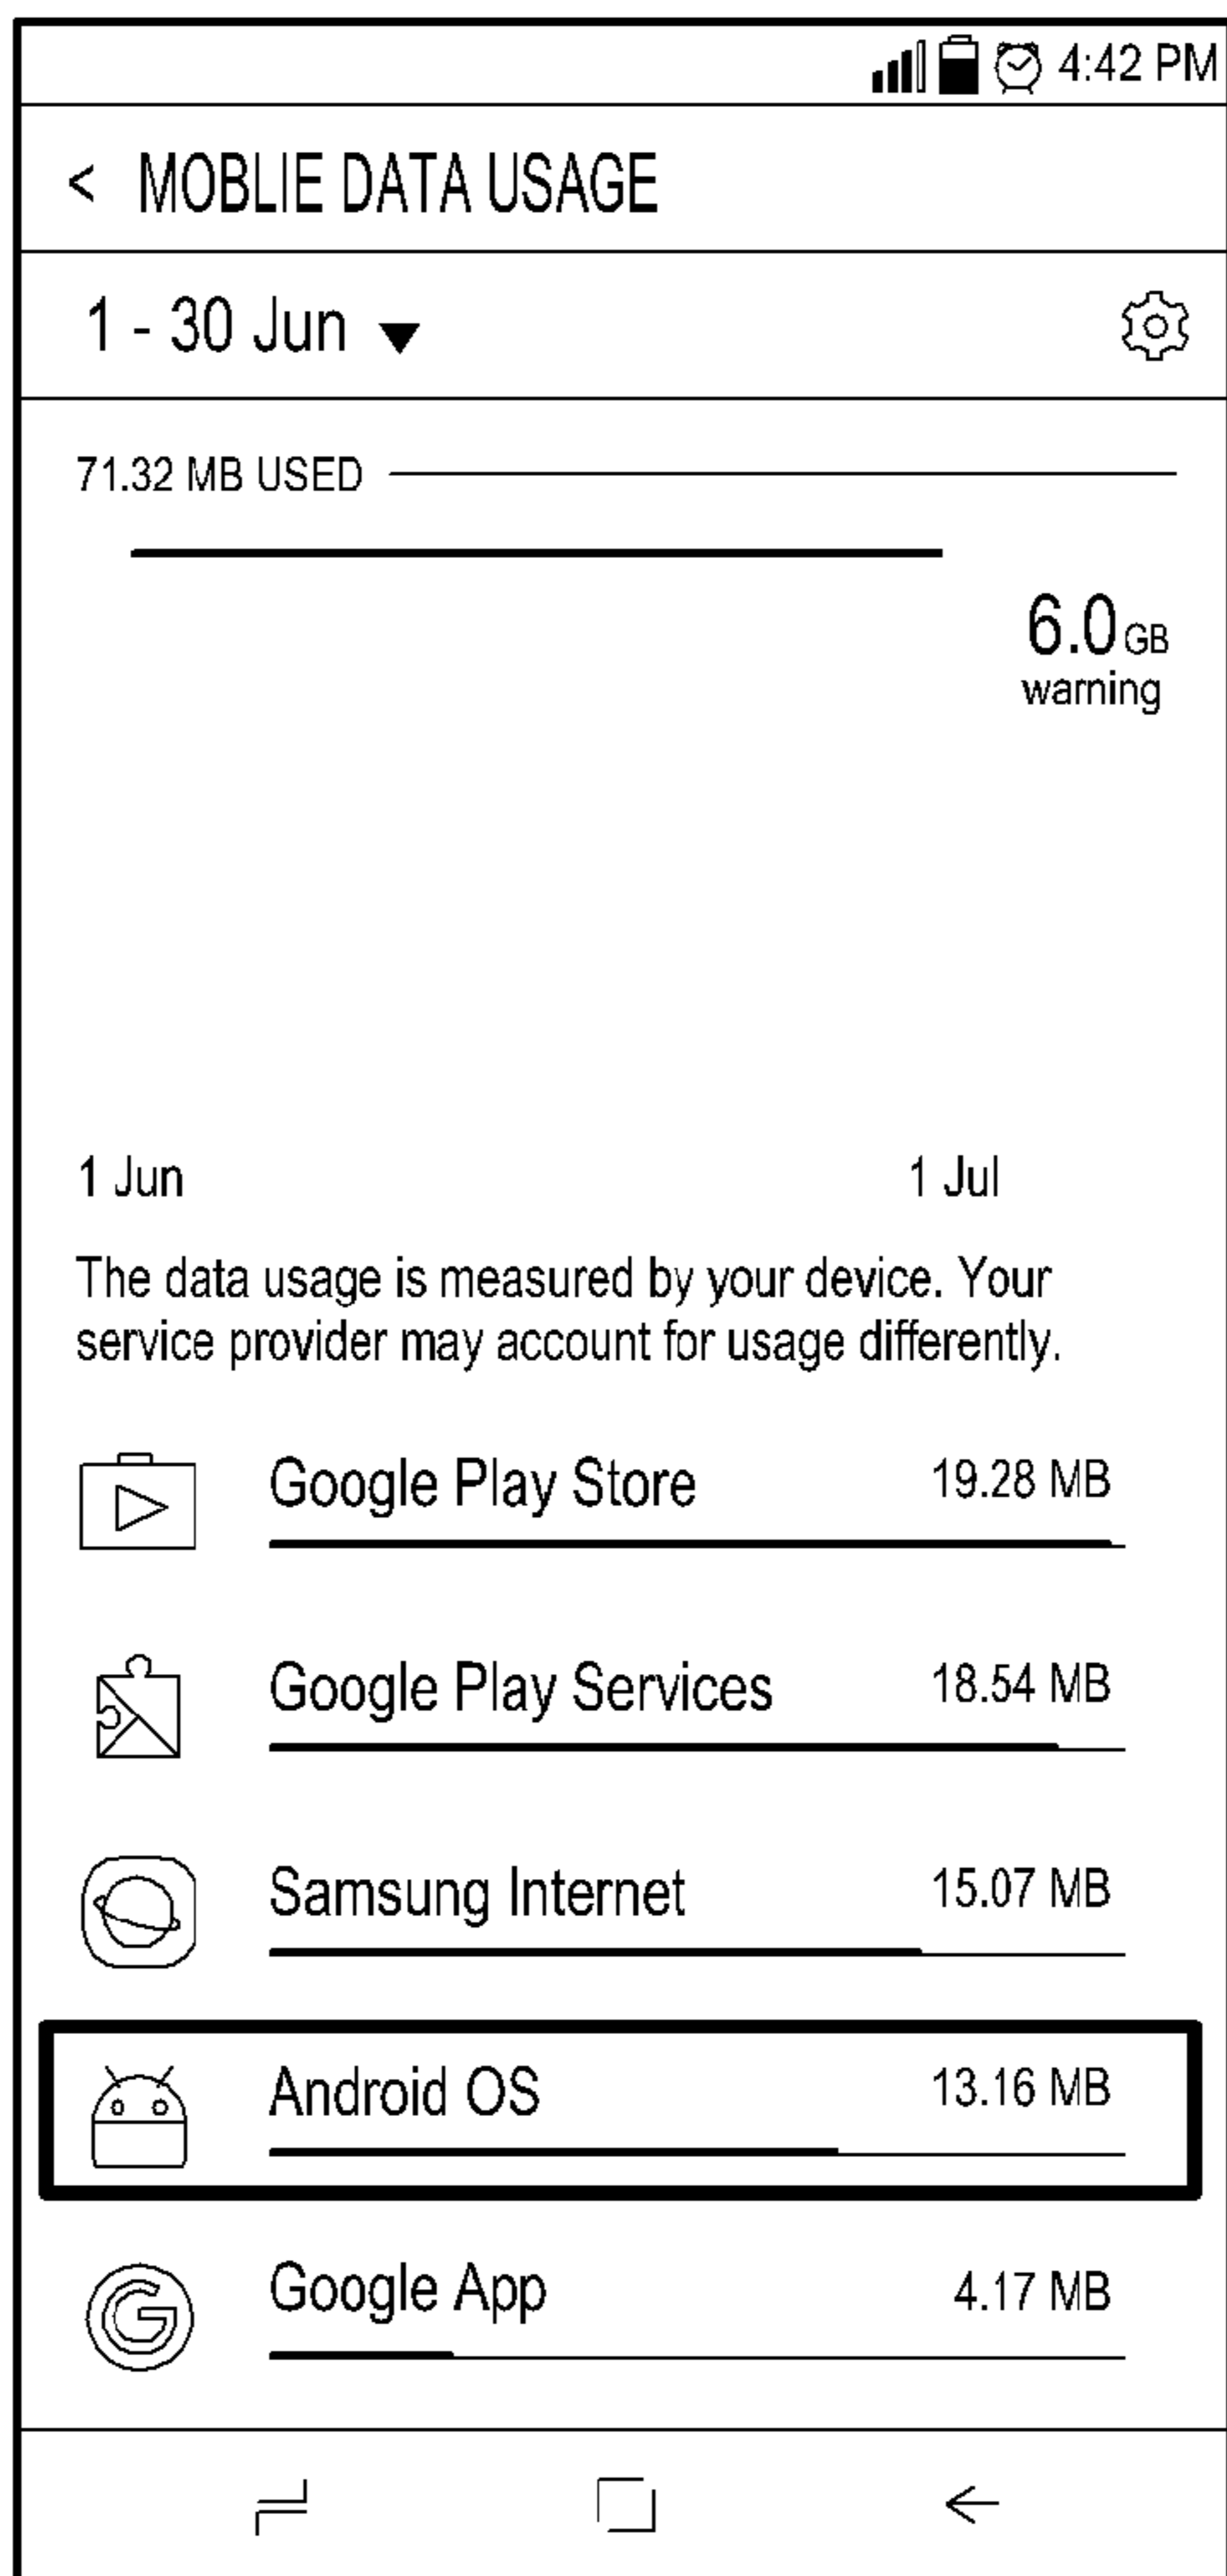 4:42 PM
< MOBLIE DATA USAGE
1 - 30 Jun ▼
71.32 MB USED
6.0 GB
warning
1 Jun 1 Jul
The data usage is measured by your device. Your
service provider may account for usage differently.
Google Play Store 19.28 MB
Google Play Services 18.54 MB
Samsung Internet 15.07 MB
Android OS 13.16 MB
Google App 4.17 MB